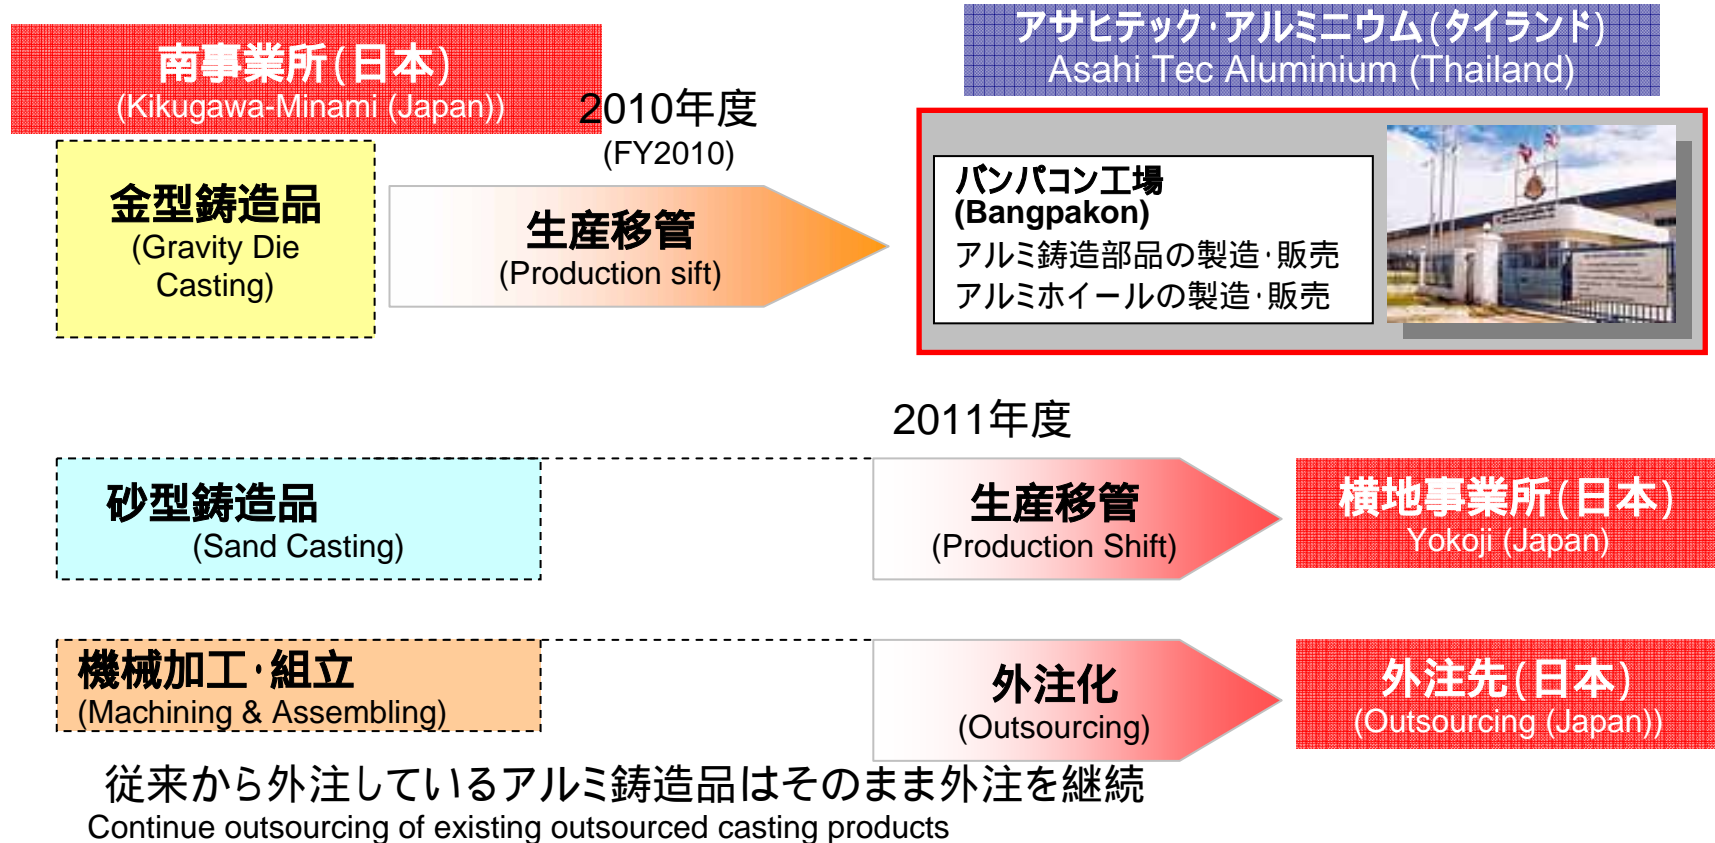 南事業所(日本)
(Kikugawa-Minami (Japan))
2010年度
(FY2010)
アサヒテック・アルミニウム(タイランド)
Asahi Tec Aluminium (Thailand)
金型鋳造品
(Gravity Die
Casting)
生産移管
(Production sift)
バンパコン工場
(Bangpakon)
アルミ鋳造部品の製造・販売
アルミホイールの製造・販売
2011年度
砂型鋳造品
(Sand Casting)
生産移管
(Production Shift)
横地事業所(日本)
Yokoji (Japan)
機械加工・組立
(Machining & Assembling)
外注化
(Outsourcing)
外注先(日本)
(Outsourcing (Japan))
従来から外注しているアルミ鋳造品はそのまま外注を継続
Continue outsourcing of existing outsourced casting products